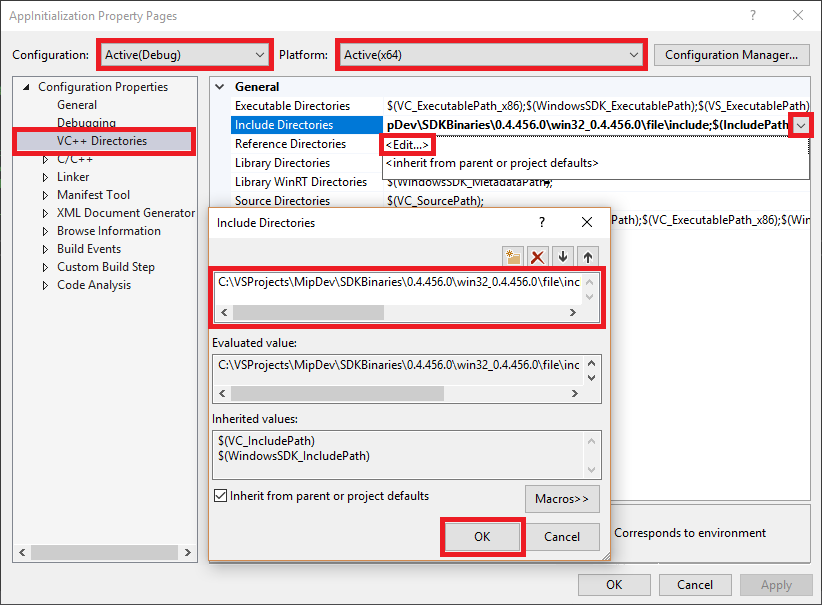 AppInitialization Property Pages
Configuration: Active(Debug) Platform: Active(x64) Configuration Manager...
Configuration Properties
General
Debugging
VC++ Directories
C/C++
Linker
Manifest Tool
XML Document Generator
Browse Information
Build Events
Custom Build Step
Code Analysis
General
Executable Directories $(VC_ExecutablePath_x86);$(WindowsSDK_ExecutablePath);$(VS_ExecutablePath)
Include Directories pDev\SDKBinaries\0.4.456.0\win32_0.4.456.0\file\include;$(IncludePath
Reference Directories <Edit...>
Library Directories <inherit from parent or project defaults>
Library WinRT Directories $(WindowsSDK_MetadataPath);
Source Directories $(VC_SourcePath);
Path);$(VC_ExecutablePath_x86);$(Win
Include Directories
C:\VSProjects\MipDev\SDKBinaries\0.4.456.0\win32_0.4.456.0\file\inc
Evaluated value:
C:\VSProjects\MipDev\SDKBinaries\0.4.456.0\win32_0.4.456.0\file\inc
Inherited values:
$(VC_IncludePath)
$(WindowsSDK_IncludePath)
Inherit from parent or project defaults
Macros>>
OK Cancel
Corresponds to environment
OK Cancel Apply